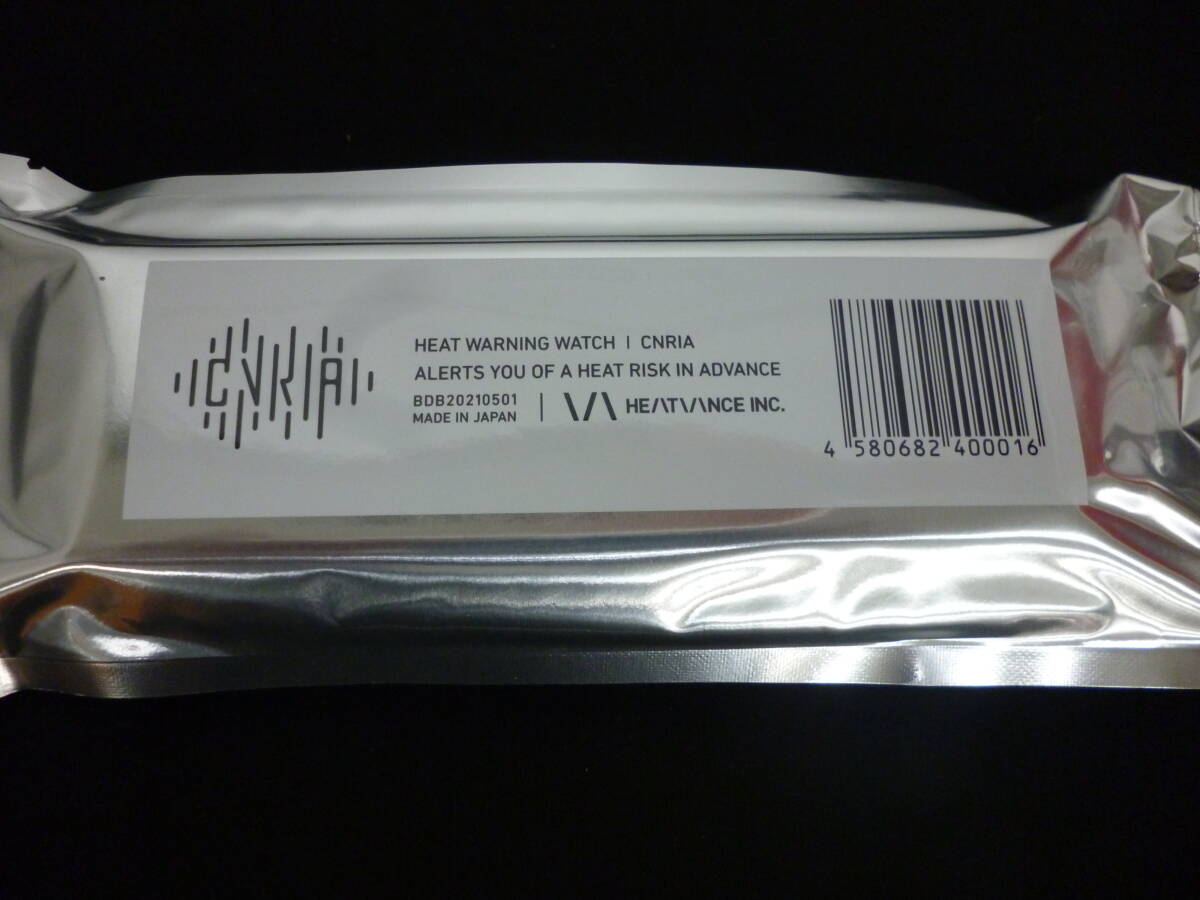 CNRIA
HEAT WARNING WATCH | CNRIA
ALERTS YOU OF A HEAT RISK IN ADVANCE
BDB20210501
MADE IN JAPAN | HEATVANCE INC.
4 580682 400016